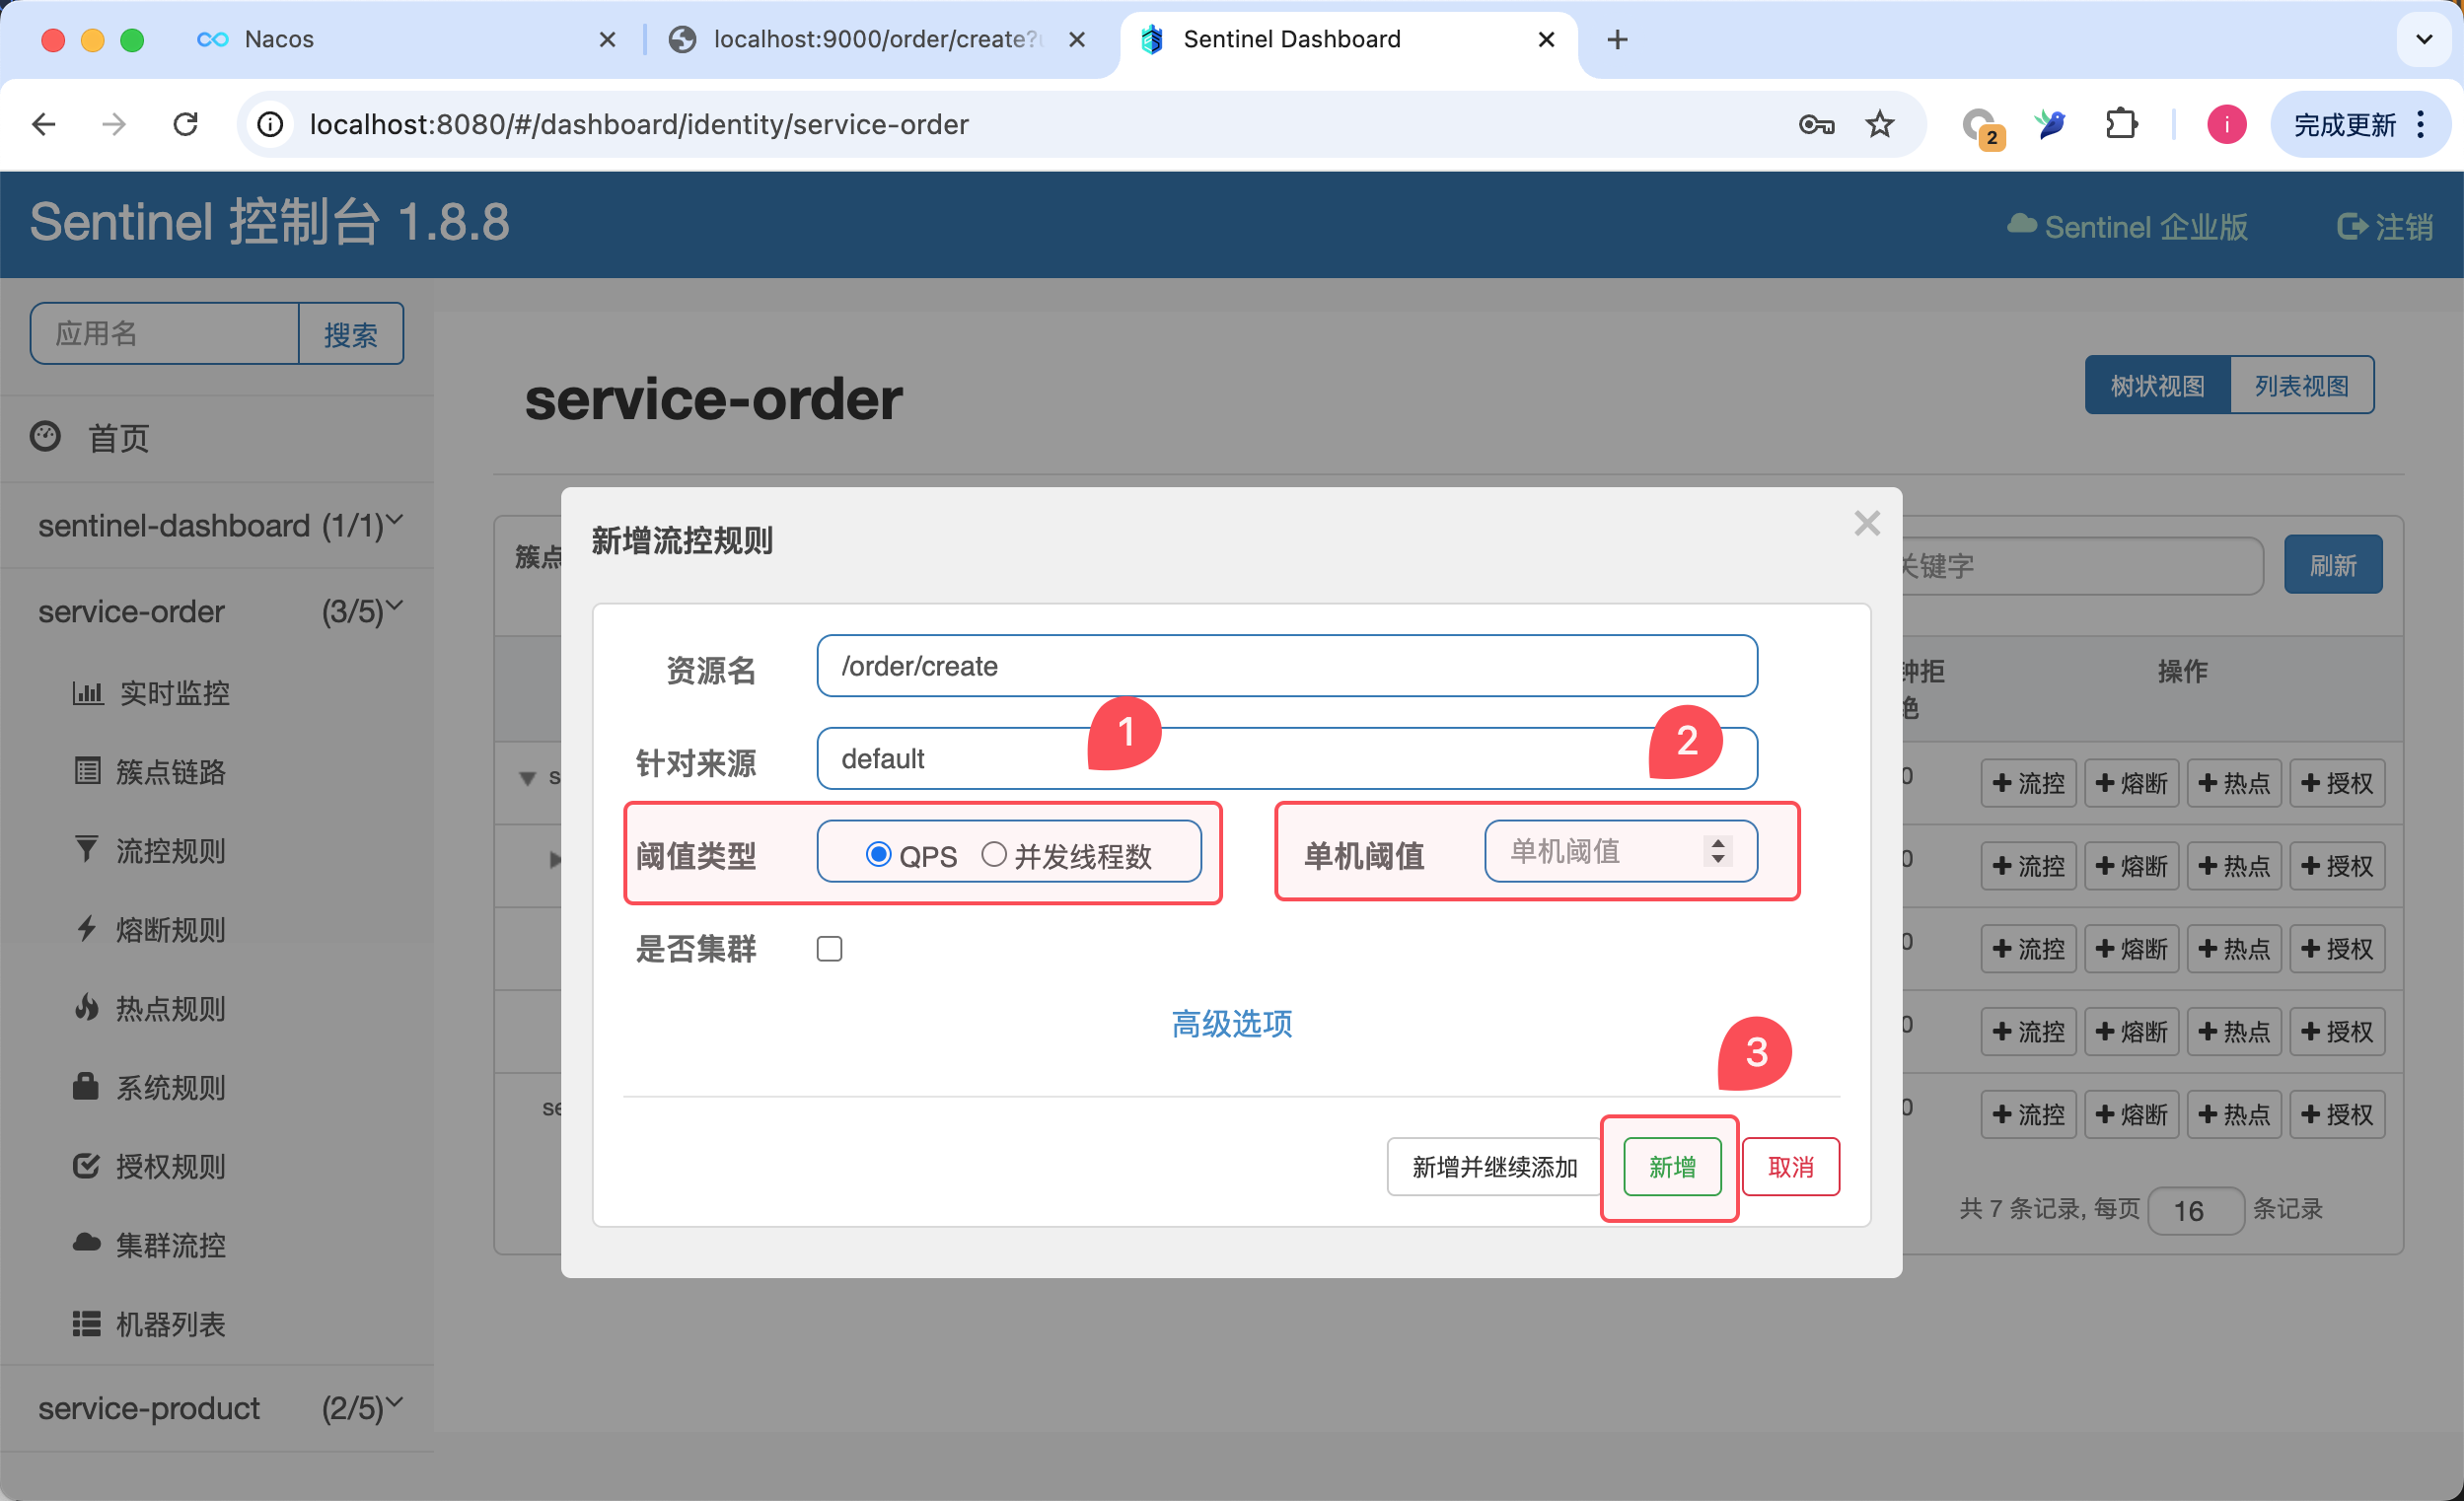 Nacos
localhost:9000/order/create?
Sentinel Dashboard
localhost:8080/#/dashboard/identity/service-order
2
i
完成更新
Sentinel 控制台 1.8.8
Sentinel 企业版
注销
应用名
搜索
首页
sentinel-dashboard (1/1)
service-order (3/5)
实时监控
簇点链路
流控规则
熔断规则
热点规则
系统规则
授权规则
集群流控
机器列表
service-product (2/5)
service-order
树状视图
列表视图
簇点
关键字
刷新
钟拒
绝
操作
s
0
流控 熔断 热点 授权
0
流控 熔断 热点 授权
0
流控 熔断 热点 授权
0
流控 熔断 热点 授权
se
0
流控 熔断 热点 授权
共 7 条记录, 每页 16 条记录
新增流控规则
资源名
/order/create
1
2
针对来源
default
阈值类型
QPS 并发线程数
单机阈值
单机阈值
是否集群
高级选项
3
新增并继续添加
新增
取消